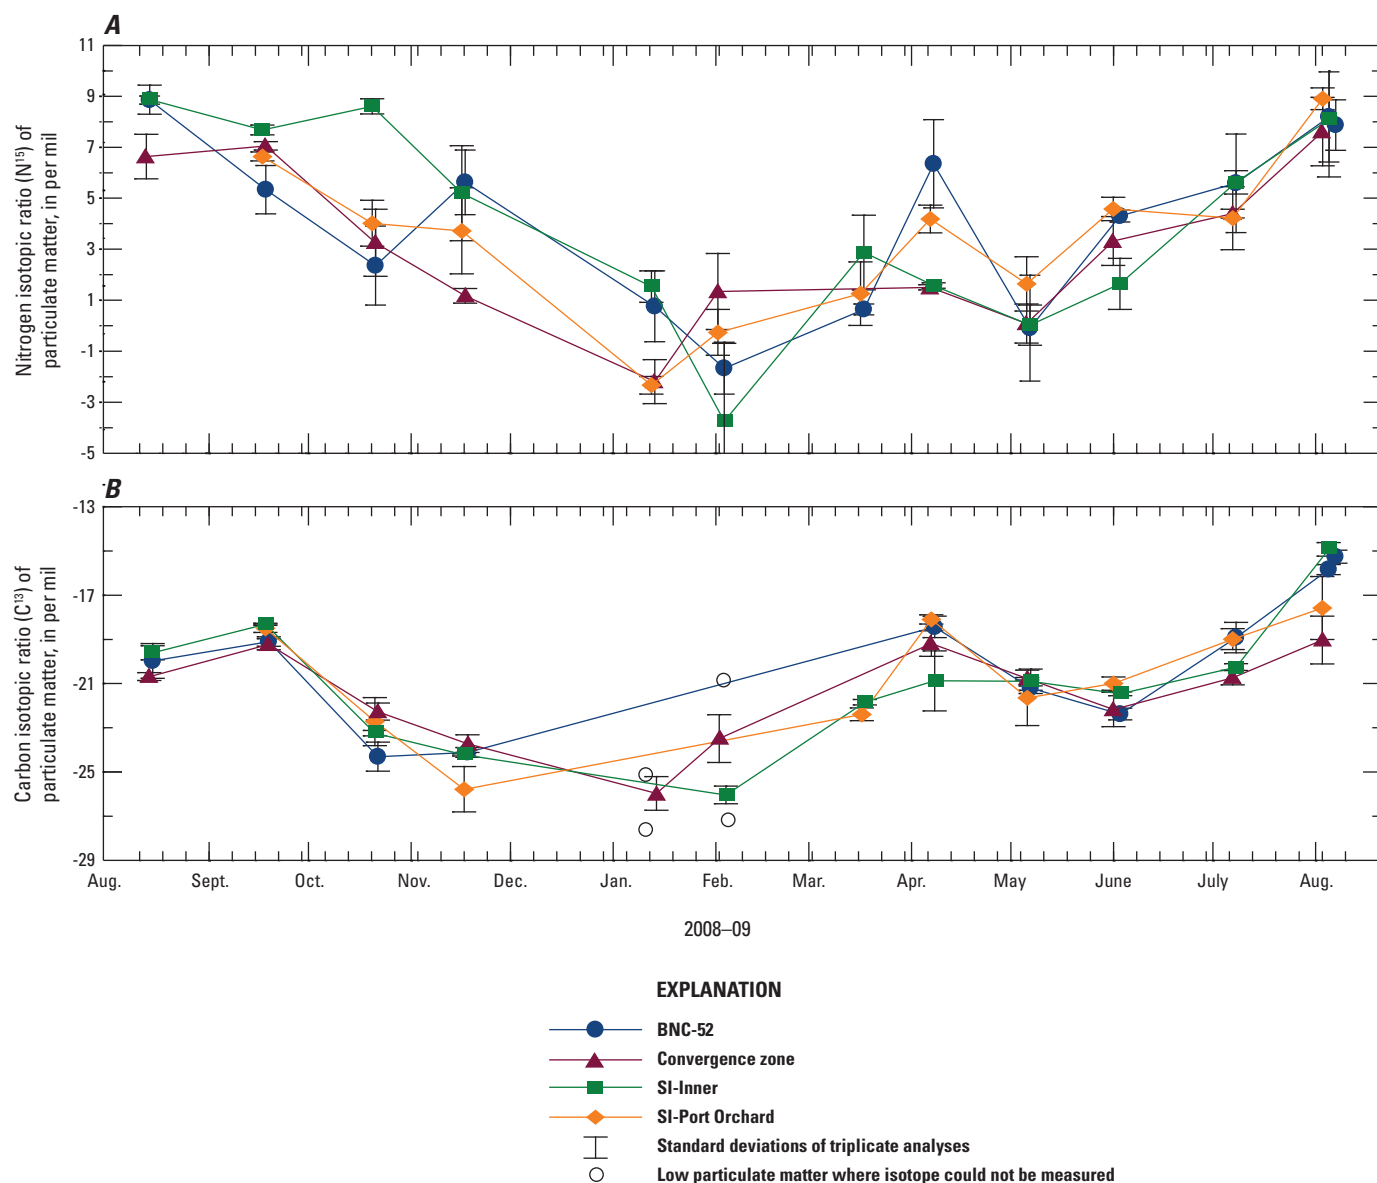 A
Nitrogen isotopic ratio (N15) of
particulate matter, in per mil
11
9
7
5
3
1
-1
-3
-5
B
Carbon isotopic ratio (C13) of
particulate matter, in per mil
-13
-17
-21
-25
-29
Aug. Sept. Oct. Nov. Dec. Jan. Feb. Mar. Apr. May June July Aug.
2008–09
EXPLANATION
BNC-52
Convergence zone
SI-Inner
SI-Port Orchard
Standard deviations of triplicate analyses
Low particulate matter where isotope could not be measured